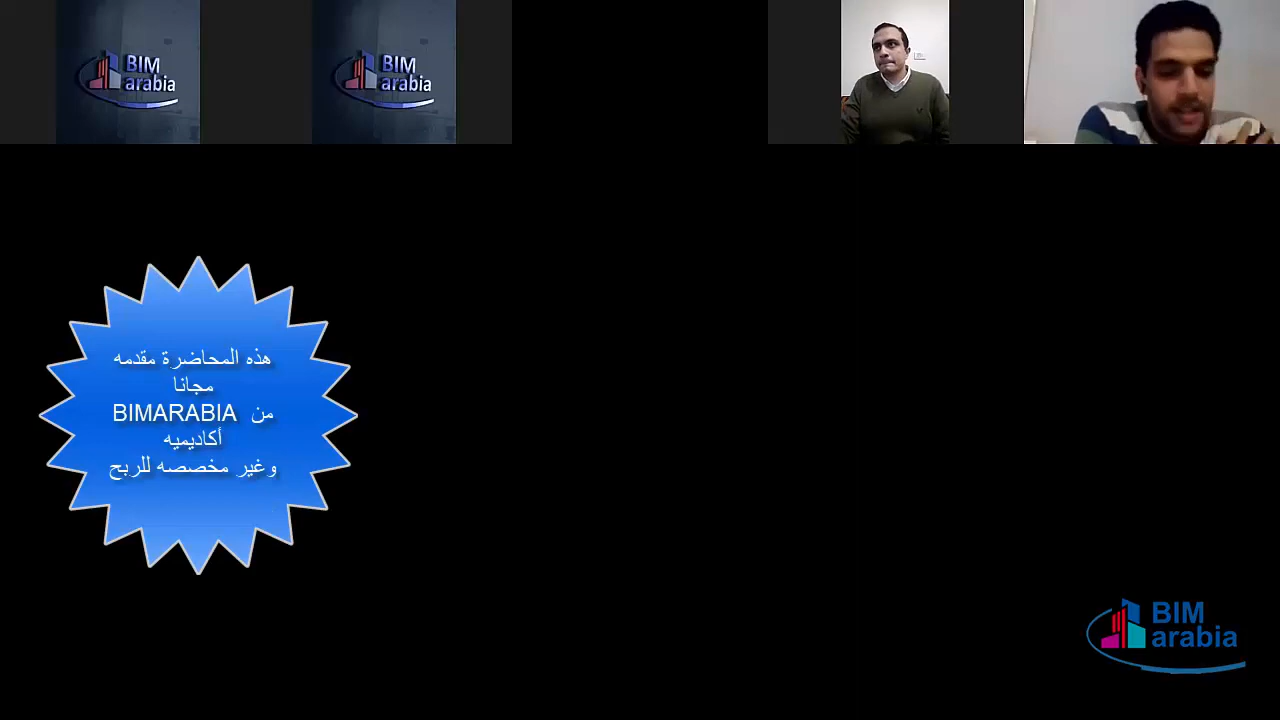 BIM
arabia
BIM
arabia
هذه المحاضرة مقدمه
مجانا
من BIMARABIA
أكاديميه
وغير مخصصه للربح
BIM
arabia